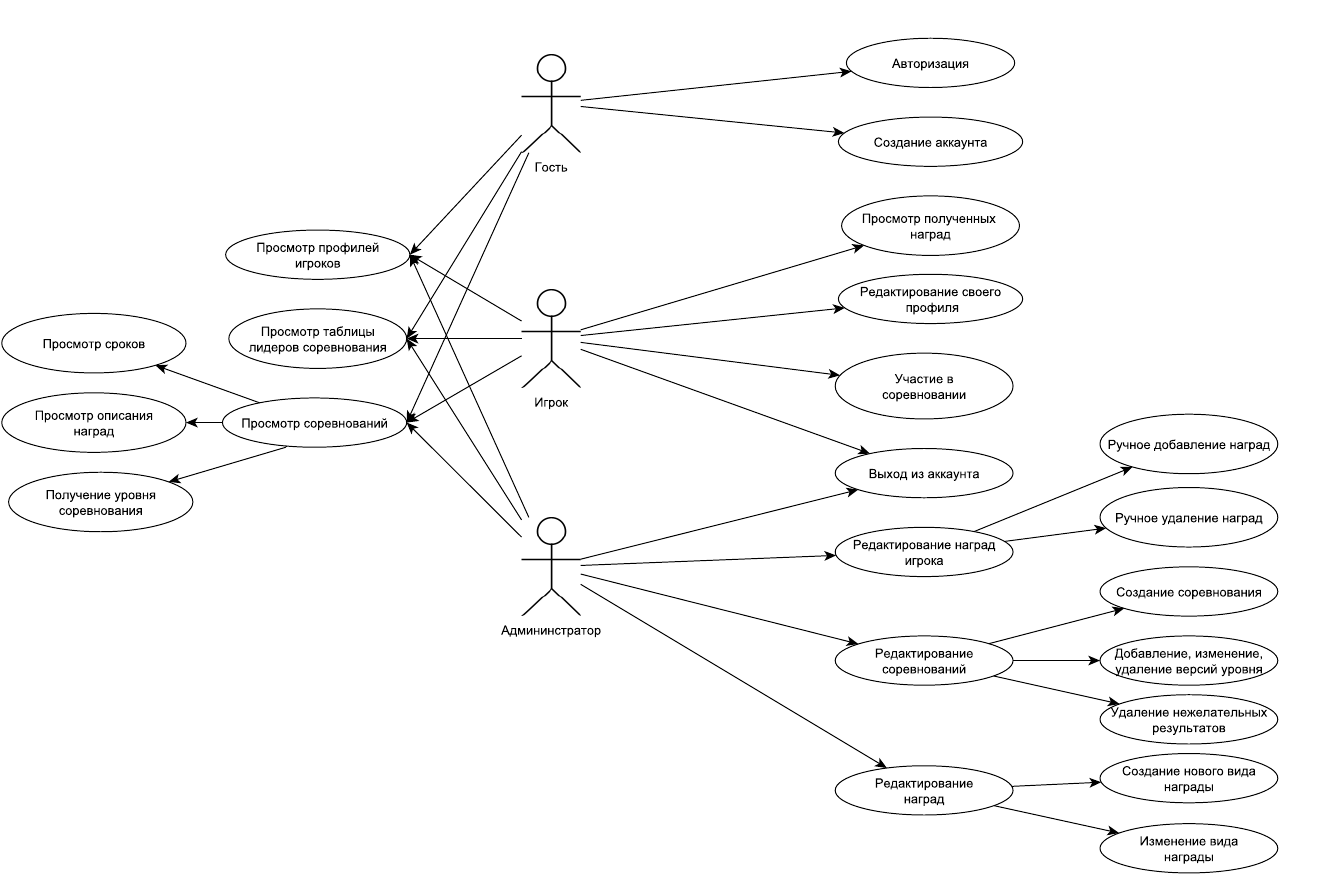 Авторизация
Создание аккаунта
Гость
Просмотр полученных
наград
Просмотр профилей
игроков
Редактирование своего
профиля
Просмотр таблицы
лидеров соревнования
Просмотр сроков
Игрок
Участие в
соревновании
Просмотр описания
наград
Просмотр соревнований
Ручное добавление наград
Выход из аккаунта
Получение уровня
соревнования
Ручное удаление наград
Редактирование наград
игрока
Создание соревнования
Админинстратор
Редактирование
соревнований
Добавление, изменение,
удаление версий уровня
Удаление нежелательных
результатов
Создание нового вида
награды
Редактирование
наград
Изменение вида
награды